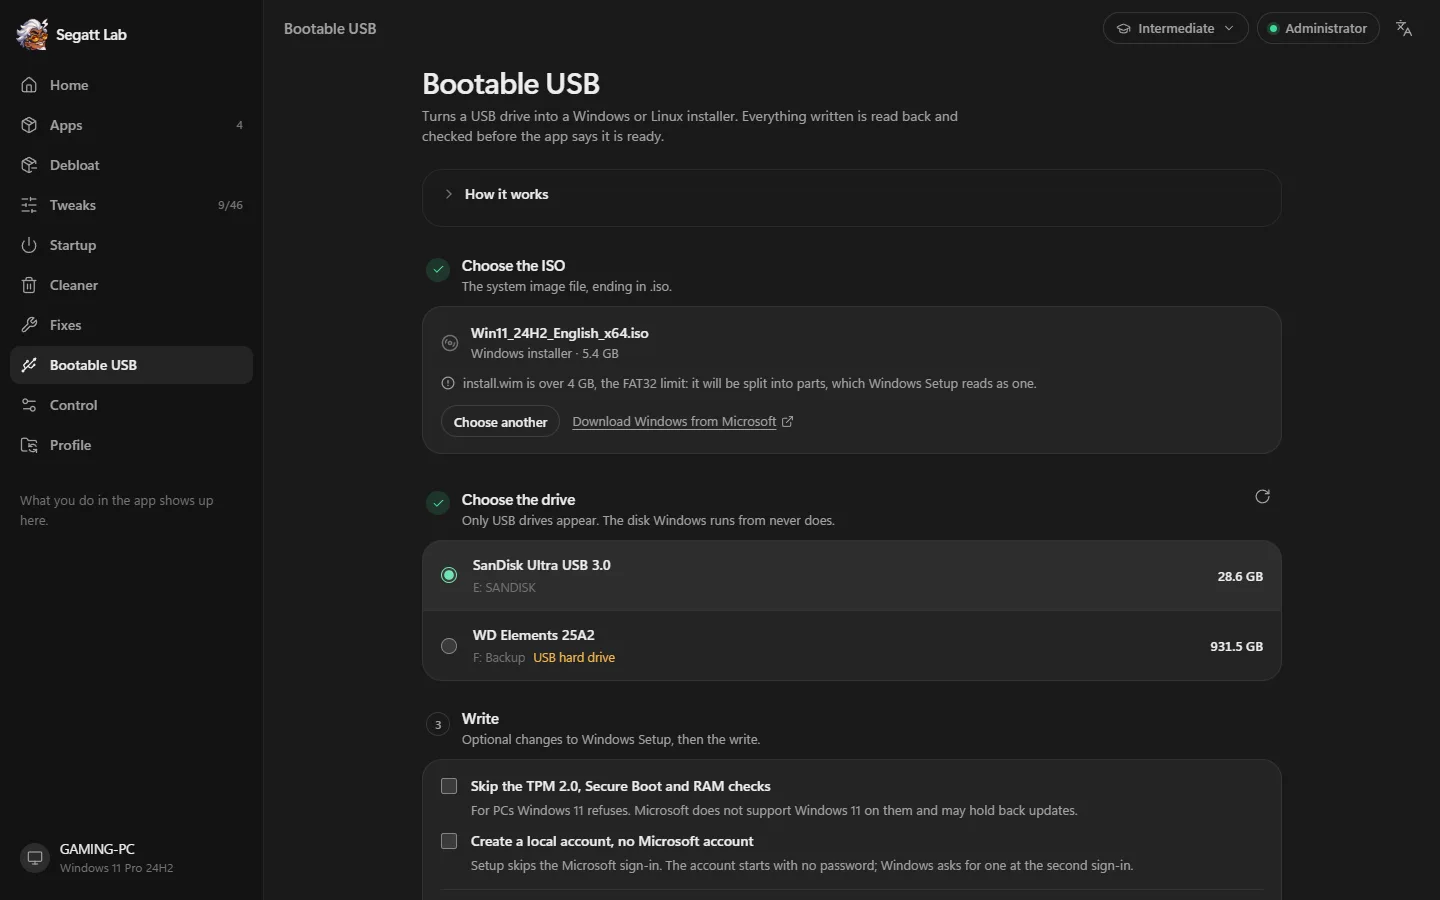 Segatt Lab
Home
Apps 4
Debloat
Tweaks 9/46
Startup
Cleaner
Fixes
Bootable USB
Control
Profile
What you do in the app shows up
here.
GAMING-PC
Windows 11 Pro 24H2
Bootable USB
Intermediate
Administrator
Bootable USB
Turns a USB drive into a Windows or Linux installer. Everything written is read back and
checked before the app says it is ready.
How it works
Choose the ISO
The system image file, ending in .iso.
Win11_24H2_English_x64.iso
Windows installer · 5.4 GB
install.wim is over 4 GB, the FAT32 limit: it will be split into parts, which Windows Setup reads as one.
Choose another
Download Windows from Microsoft
Choose the drive
Only USB drives appear. The disk Windows runs from never does.
SanDisk Ultra USB 3.0
E: SANDISK
28.6 GB
WD Elements 25A2
F: Backup USB hard drive
931.5 GB
3 Write
Optional changes to Windows Setup, then the write.
Skip the TPM 2.0, Secure Boot and RAM checks
For PCs Windows 11 refuses. Microsoft does not support Windows 11 on them and may hold back updates.
Create a local account, no Microsoft account
Setup skips the Microsoft sign-in. The account starts with no password; Windows asks for one at the second sign-in.